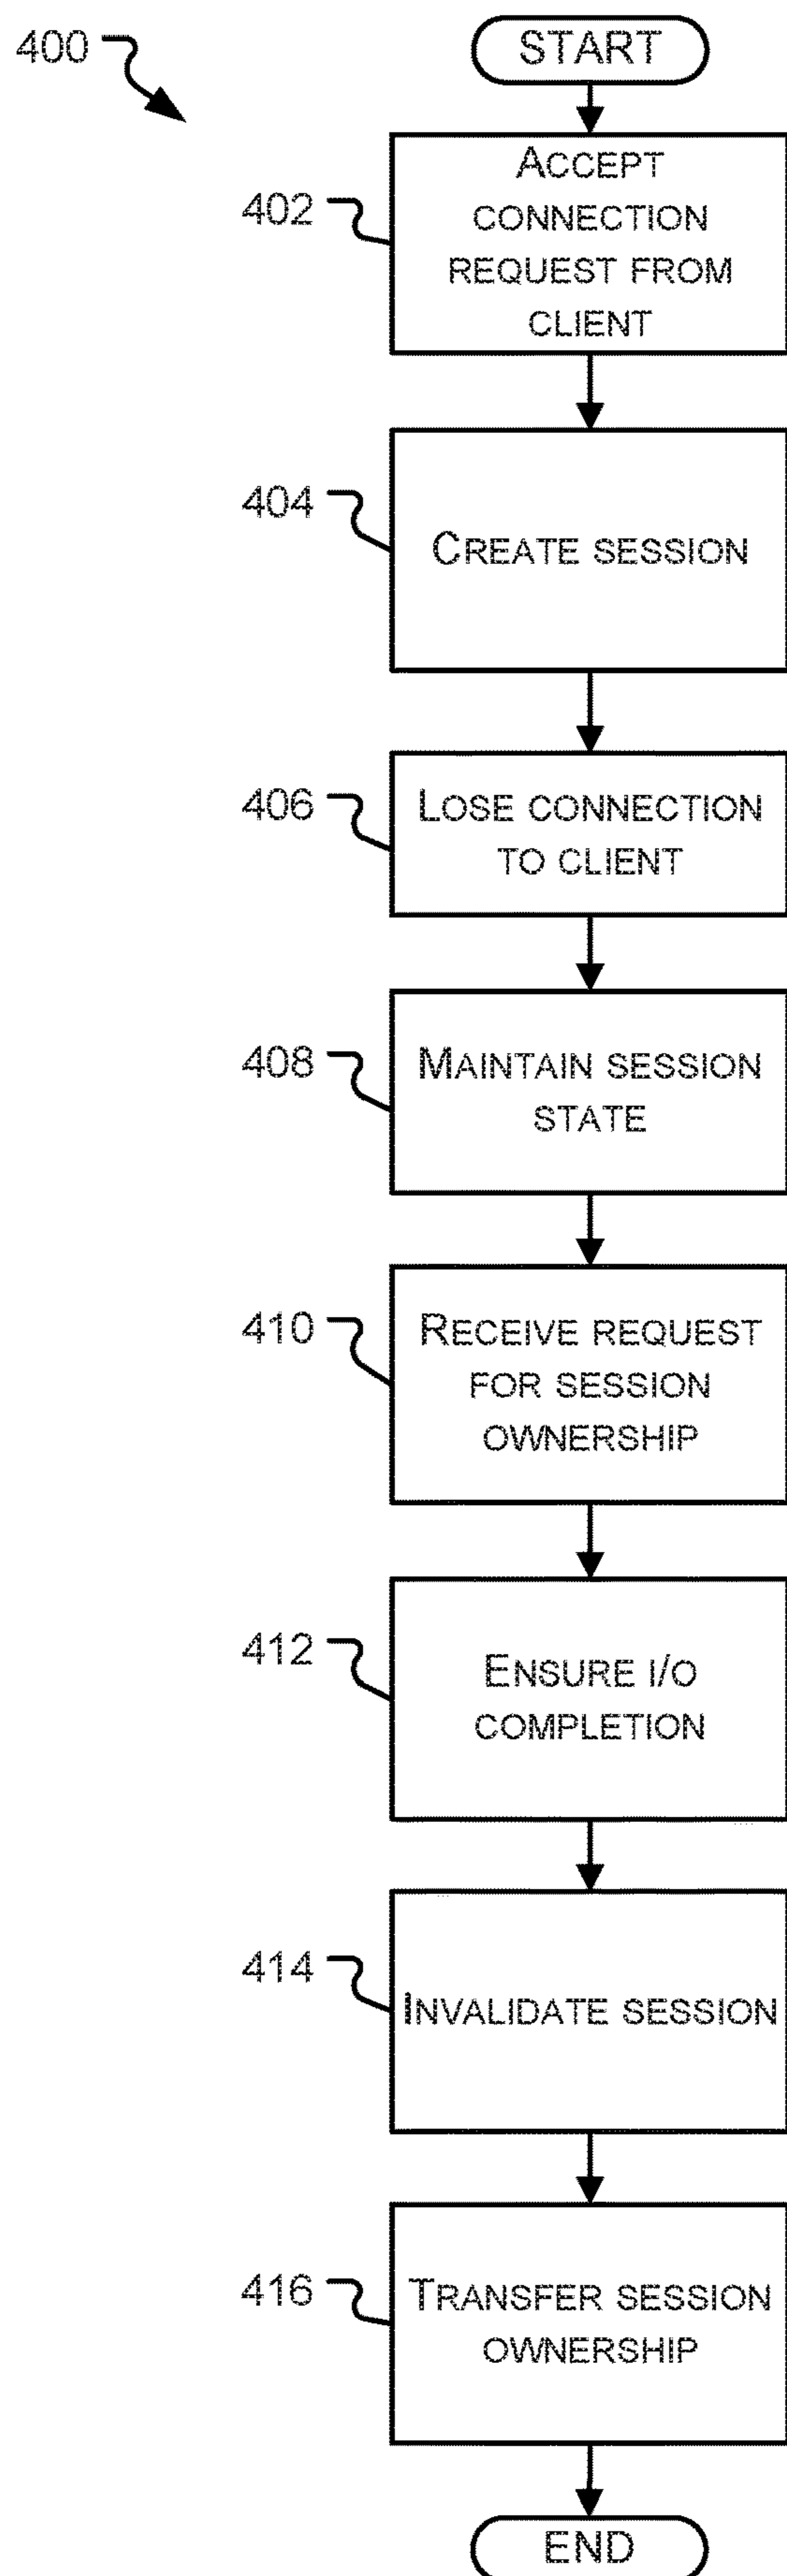 400
START
402
ACCEPT
CONNECTION
REQUEST FROM
CLIENT
404
CREATE SESSION
406
LOSE CONNECTION
TO CLIENT
408
MAINTAIN SESSION
STATE
410
RECEIVE REQUEST
FOR SESSION
OWNERSHIP
412
ENSURE I/O
COMPLETION
414
INVALIDATE SESSION
416
TRANSFER SESSION
OWNERSHIP
END